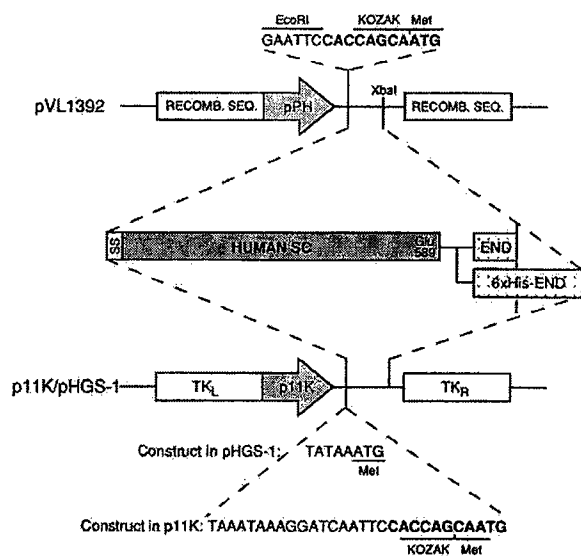 EcoRI KOZAK Met
GAATTCCACCAGCAATG
XbaI
pVL1392 RECOMB. SEQ. pPH RECOMB. SEQ.
SS HUMAN SC Glu 589 END
6xHis-END
p11K/pHGS-1 TKL p11K TKR
Construct in pHGS-1: TATAAATG
Met
Construct in p11K: TAAATAAAGGATCAATTCCACCAGCAATG
KOZAK Met